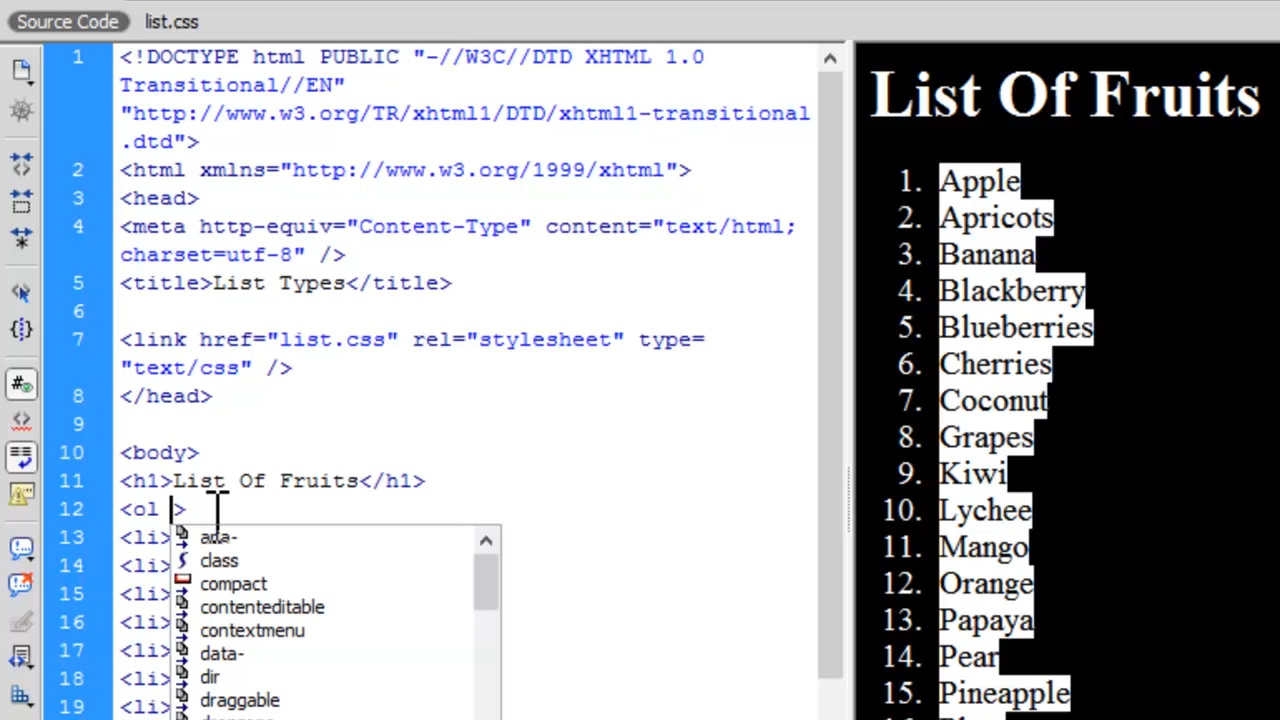 Source Code list.css
1 <!DOCTYPE html PUBLIC "-//W3C//DTD XHTML 1.0
Transitional//EN"
"http://www.w3.org/TR/xhtml1/DTD/xhtml1-transitional
.dtd">
2 <html xmlns="http://www.w3.org/1999/xhtml">
3 <head>
4 <meta http-equiv="Content-Type" content="text/html;
charset=utf-8" />
5 <title>List Types</title>
6
7 <link href="list.css" rel="stylesheet" type=
"text/css" />
8 </head>
9
10 <body>
11 <h1>List Of Fruits</h1>
12 <ol >
13 <li>
14 <li>
15 <li>
16 <li>
17 <li>
18 <li>
19 <li>
class
compact
contenteditable
contextmenu
data-
dir
draggable
List Of Fruits
1. Apple
2. Apricots
3. Banana
4. Blackberry
5. Blueberries
6. Cherries
7. Coconut
8. Grapes
9. Kiwi
10. Lychee
11. Mango
12. Orange
13. Papaya
14. Pear
15. Pineapple